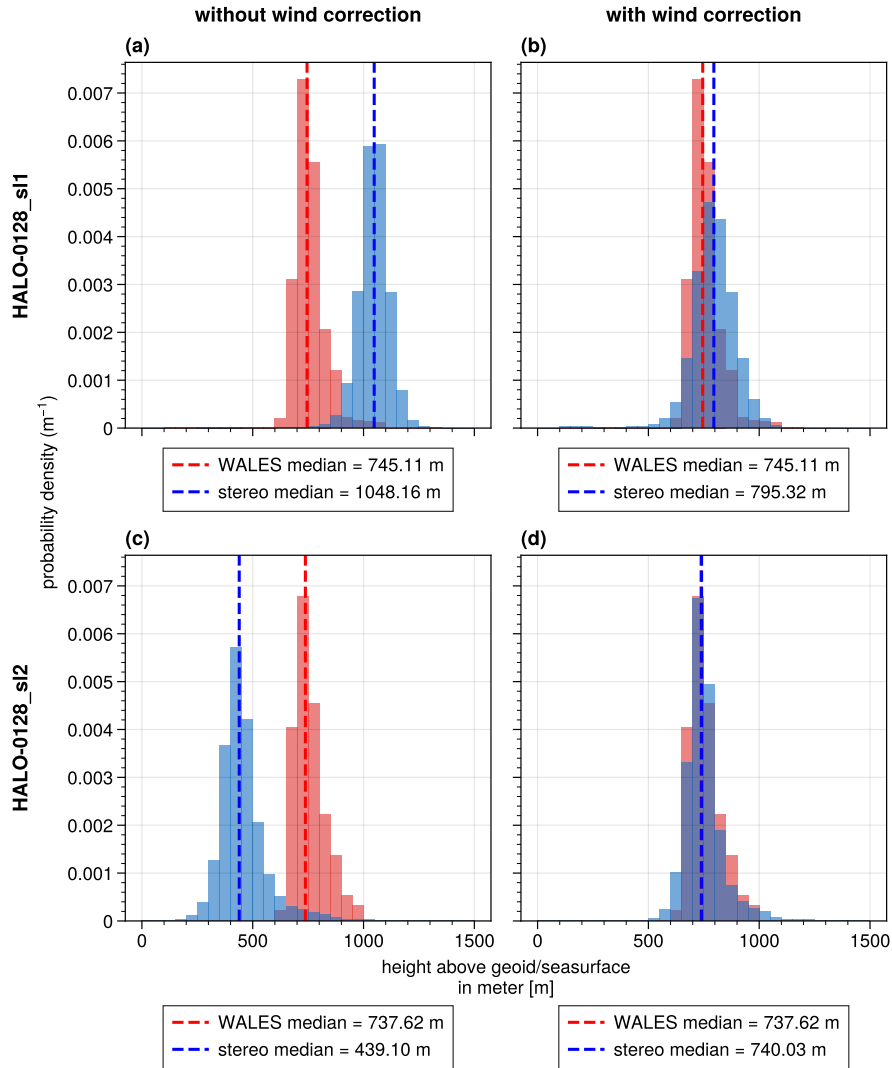 without wind correction
with wind correction
(a)
(b)
HALO-0128_sl1
probability density (m⁻¹)
0.007
0.006
0.005
0.004
0.003
0.002
0.001
0
WALES median = 745.11 m
stereo median = 1048.16 m
WALES median = 745.11 m
stereo median = 795.32 m
(c)
(d)
HALO-0128_sl2
0.007
0.006
0.005
0.004
0.003
0.002
0.001
0
0 500 1000 1500
0 500 1000 1500
height above geoid/seasurface
in meter [m]
WALES median = 737.62 m
stereo median = 439.10 m
WALES median = 737.62 m
stereo median = 740.03 m